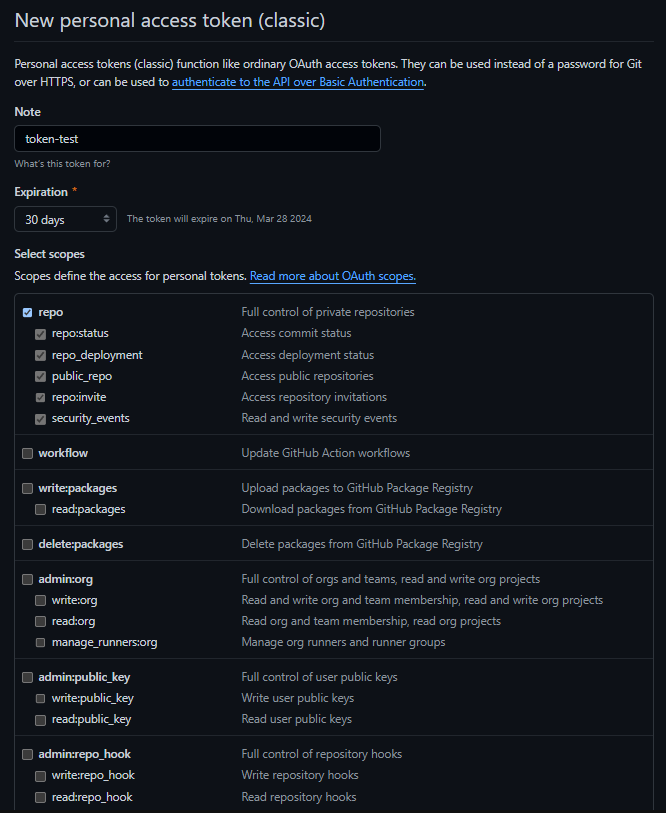 New personal access token (classic)
Personal access tokens (classic) function like ordinary OAuth access tokens. They can be used instead of a password for Git
over HTTPS, or can be used to authenticate to the API over Basic Authentication.
Note
token-test
What's this token for?
Expiration *
30 days The token will expire on Thu, Mar 28 2024
Select scopes
Scopes define the access for personal tokens. Read more about OAuth scopes.
repo Full control of private repositories
repo:status Access commit status
repo_deployment Access deployment status
public_repo Access public repositories
repo:invite Access repository invitations
security_events Read and write security events
workflow Update GitHub Action workflows
write:packages Upload packages to GitHub Package Registry
read:packages Download packages from GitHub Package Registry
delete:packages Delete packages from GitHub Package Registry
admin:org Full control of orgs and teams, read and write org projects
write:org Read and write org and team membership, read and write org projects
read:org Read org and team membership, read org projects
manage_runners:org Manage org runners and runner groups
admin:public_key Full control of user public keys
write:public_key Write user public keys
read:public_key Read user public keys
admin:repo_hook Full control of repository hooks
write:repo_hook Write repository hooks
read:repo_hook Read repository hooks